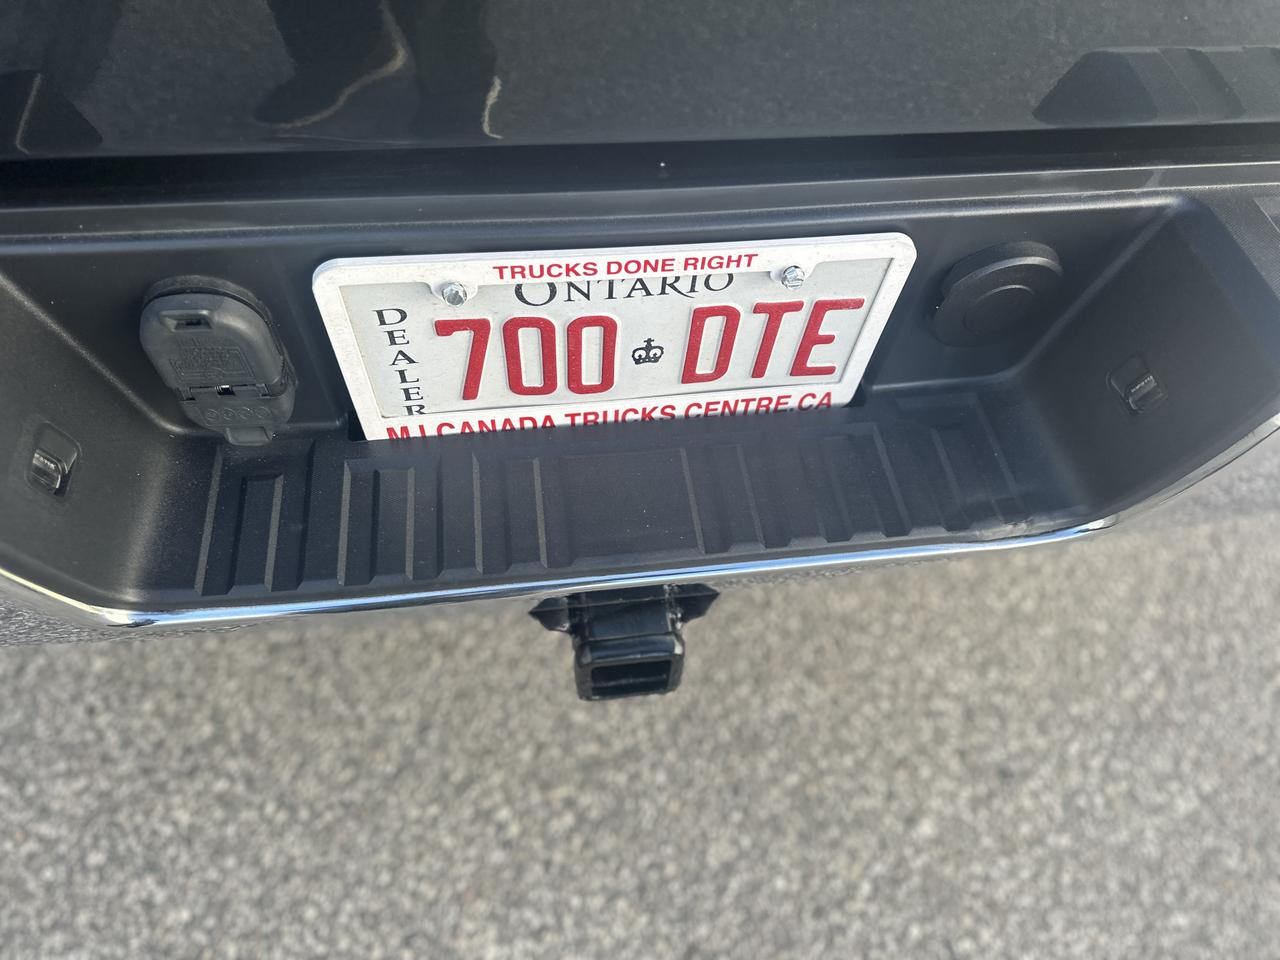 TRUCKS DONE RIGHT
ONTARIO
DEALER
700 DTE
MJ CANADA TRUCKS CENTRE.CA